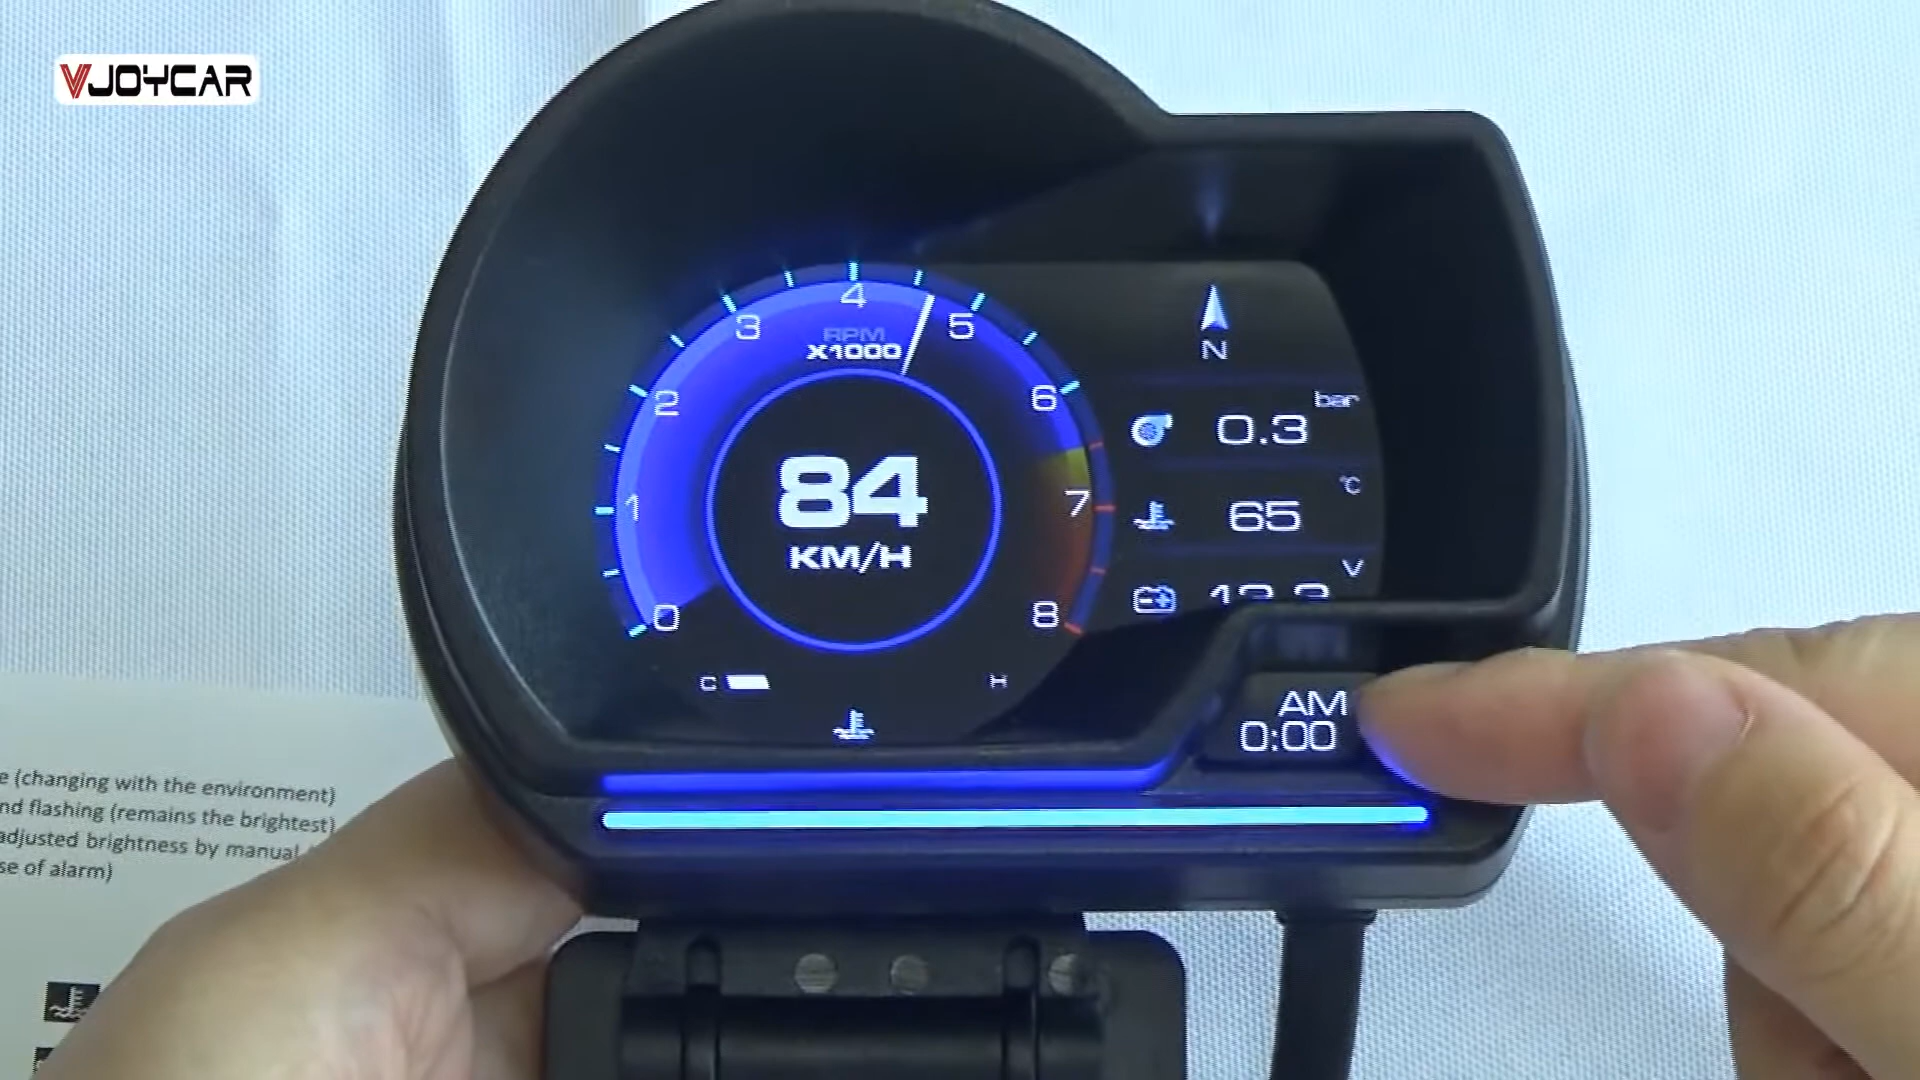 VJOYCAR
4
3
5
RPM
X1000
N
2
6
bar
0.3
84
°C
1
7
65
KM/H
V
0
8
C
H
AM
0:00
e (changing with the environment)
nd flashing (remains the brightest)
adjusted brightness by manual
se of alarm)